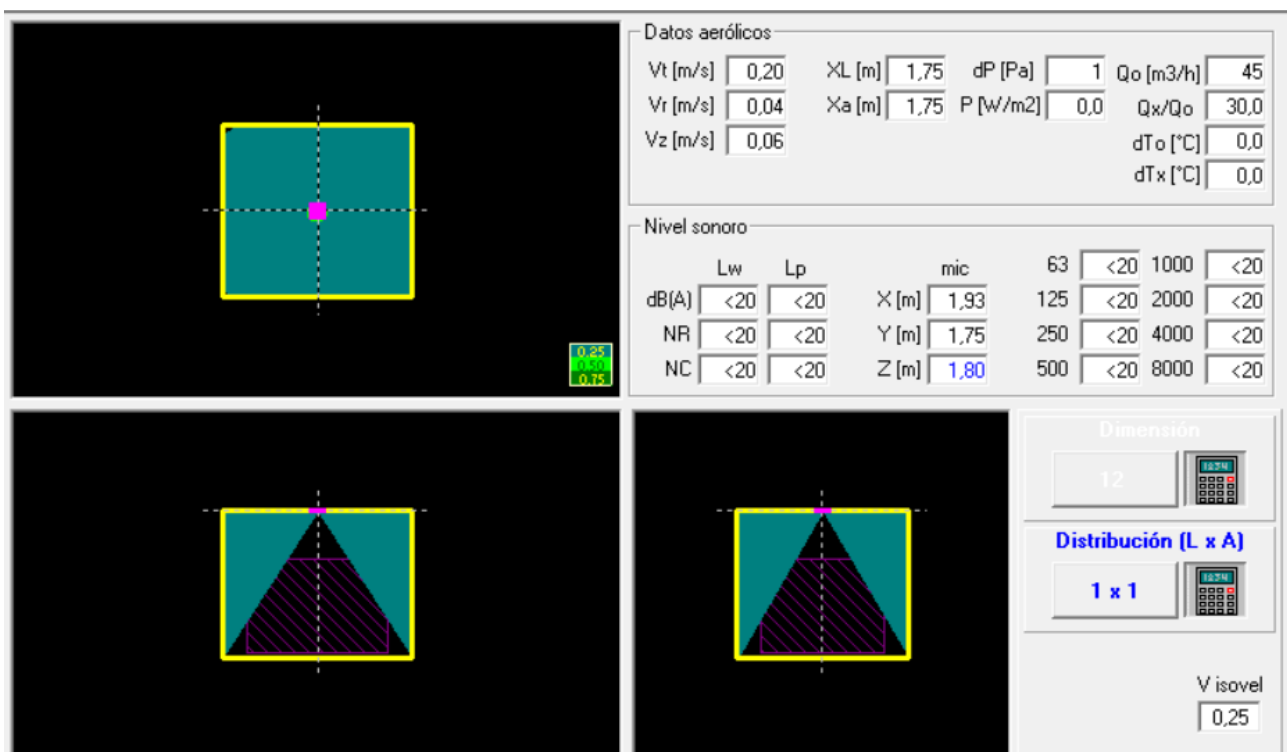 Datos aerólicos
Vt [m/s] 0,20 XL [m] 1,75 dP [Pa] 1 Qo [m3/h] 45
Vr [m/s] 0,04 Xa [m] 1,75 P [W/m2] 0,0 Qx/Qo 30,0
Vz [m/s] 0,06 dTo [°C] 0,0
dTx [°C] 0,0
Nivel sonoro
Lw Lp mic 63 <20 1000 <20
dB(A) <20 <20 X [m] 1,93 125 <20 2000 <20
NR <20 <20 Y [m] 1,75 250 <20 4000 <20
NC <20 <20 Z [m] 1,80 500 <20 8000 <20
0.25
0.50
0.75
Dimensión
12
1234
Distribución (L x A)
1 x 1
1234
V isovel
0,25